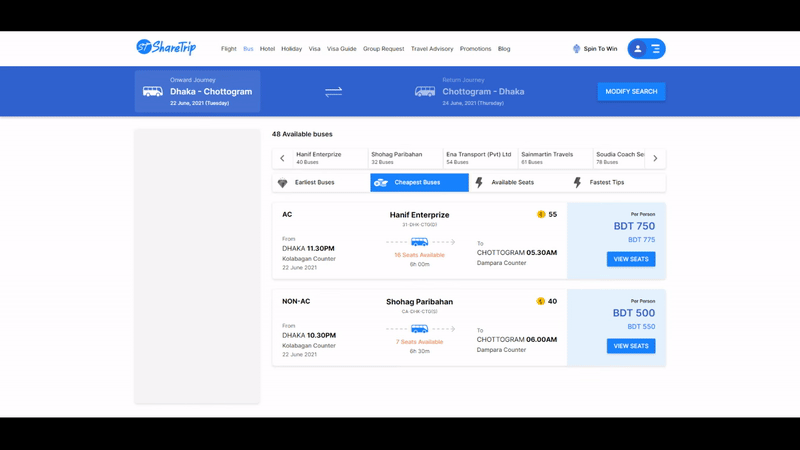 ST ShareTrip
Flight Bus Hotel Holiday Visa Visa Guide Group Request Travel Advisory Promotions Blog
Spin To Win
Onward Journey
Dhaka - Chottogram
22 June, 2021 (Tuesday)
Return Journey
Chottogram - Dhaka
24 June, 2021 (Thursday)
MODIFY SEARCH
48 Available buses
Hanif Enterprize
40 Buses
Shohag Paribahan
32 Buses
Ena Transport (Pvt) Ltd
54 Buses
Sainmartin Travels
61 Buses
Soudia Coach Se
78 Buses
Earliest Buses
Cheapest Buses
Available Seats
Fastest Tips
AC
Hanif Enterprize
31-DHK-CTG(D)
55
From
DHAKA 11.30PM
Kolabagan Counter
22 June 2021
16 Seats Available
6h 00m
To
CHOTTOGRAM 05.30AM
Dampara Counter
Per Person
BDT 750
BDT 775
VIEW SEATS
NON-AC
Shohag Paribahan
CA-DHK-CTG(S)
40
From
DHAKA 10.30PM
Kolabagan Counter
22 June 2021
7 Seats Available
6h 30m
To
CHOTTOGRAM 06.00AM
Dampara Counter
Per Person
BDT 500
BDT 550
VIEW SEATS